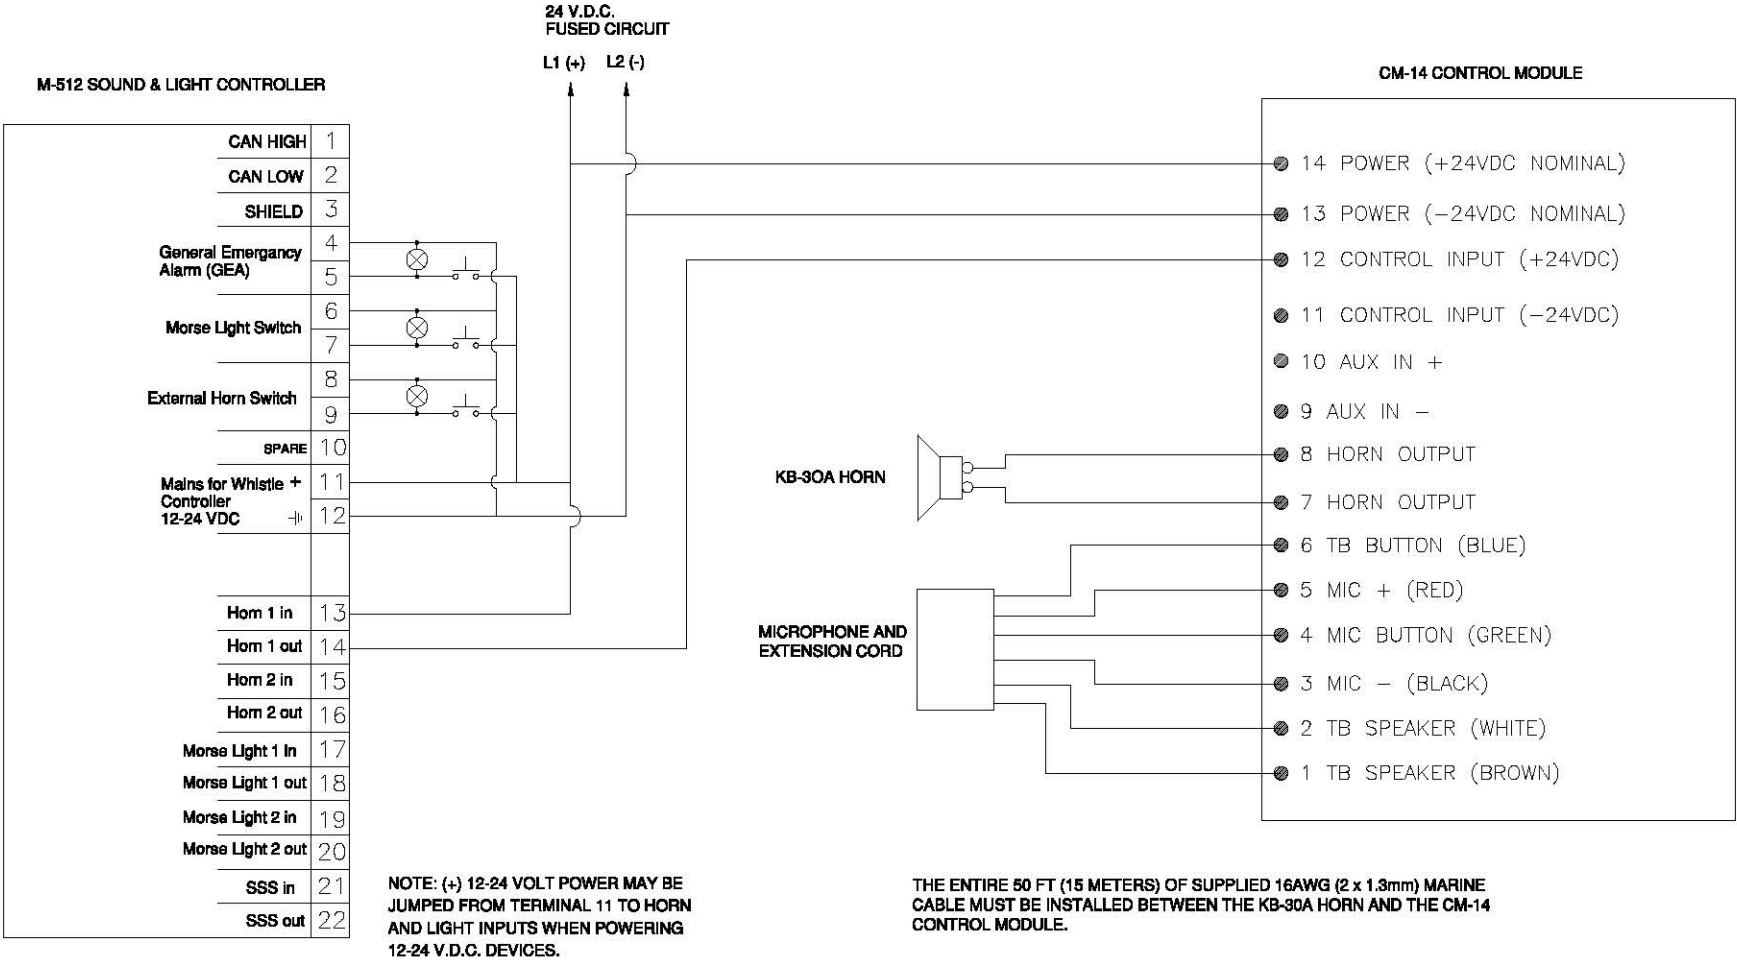 24 V.D.C.
FUSED CIRCUIT
L1 (+) L2 (-)
M-512 SOUND & LIGHT CONTROLLER
CAN HIGH 1
CAN LOW 2
SHIELD 3
General Emergancy
Alarm (GEA)
4
5
Morse Light Switch
6
7
External Horn Switch
8
9
SPARE 10
Mains for Whistle + 11
Controller
12-24 VDC 12
Horn 1 in 13
Horn 1 out 14
Horn 2 in 15
Horn 2 out 16
Morse Light 1 in 17
Morse Light 1 out 18
Morse Light 2 in 19
Morse Light 2 out 20
SSS in 21
SSS out 22
NOTE: (+) 12-24 VOLT POWER MAY BE
JUMPED FROM TERMINAL 11 TO HORN
AND LIGHT INPUTS WHEN POWERING
12-24 V.D.C. DEVICES.
CM-14 CONTROL MODULE
14 POWER (+24VDC NOMINAL)
13 POWER (-24VDC NOMINAL)
12 CONTROL INPUT (+24VDC)
11 CONTROL INPUT (-24VDC)
10 AUX IN +
9 AUX IN -
8 HORN OUTPUT
7 HORN OUTPUT
6 TB BUTTON (BLUE)
5 MIC + (RED)
4 MIC BUTTON (GREEN)
3 MIC - (BLACK)
2 TB SPEAKER (WHITE)
1 TB SPEAKER (BROWN)
KB-30A HORN
MICROPHONE AND
EXTENSION CORD
THE ENTIRE 50 FT (15 METERS) OF SUPPLIED 16AWG (2 x 1.3mm) MARINE
CABLE MUST BE INSTALLED BETWEEN THE KB-30A HORN AND THE CM-14
CONTROL MODULE.